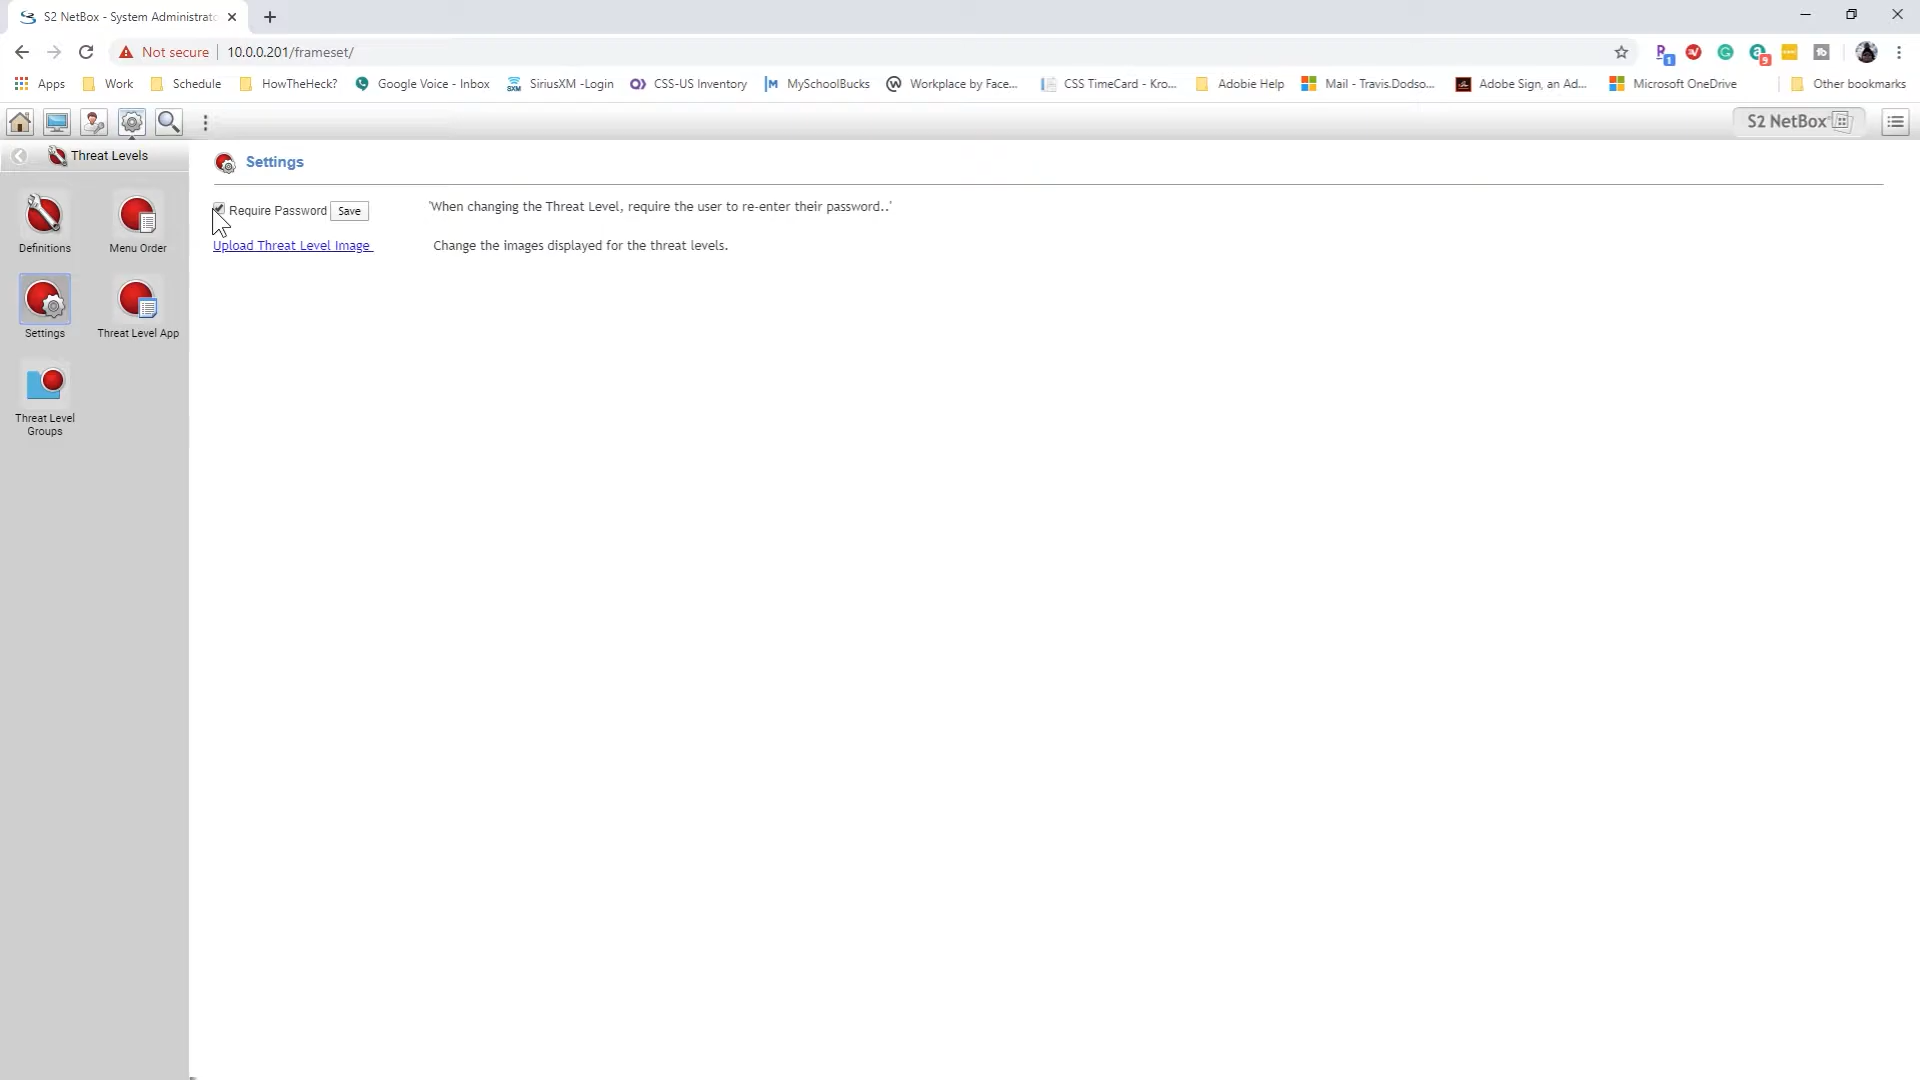 S2 NetBox - System Administrato
Not secure
10.0.0.201/frameset/
1
9
Apps
Work
Schedule
HowTheHeck?
Google Voice - Inbox
SiriusXM -Login
CSS-US Inventory
MySchoolBucks
Workplace by Face...
CSS TimeCard - Kro...
Adobie Help
Mail - Travis.Dodso...
Adobe Sign, an Ad...
Microsoft OneDrive
Other bookmarks
S2 NetBox
Threat Levels
Settings
Definitions
Menu Order
Settings
Threat Level App
Threat Level
Groups
Require Password
Save
'When changing the Threat Level, require the user to re-enter their password..'
Upload Threat Level Image
Change the images displayed for the threat levels.